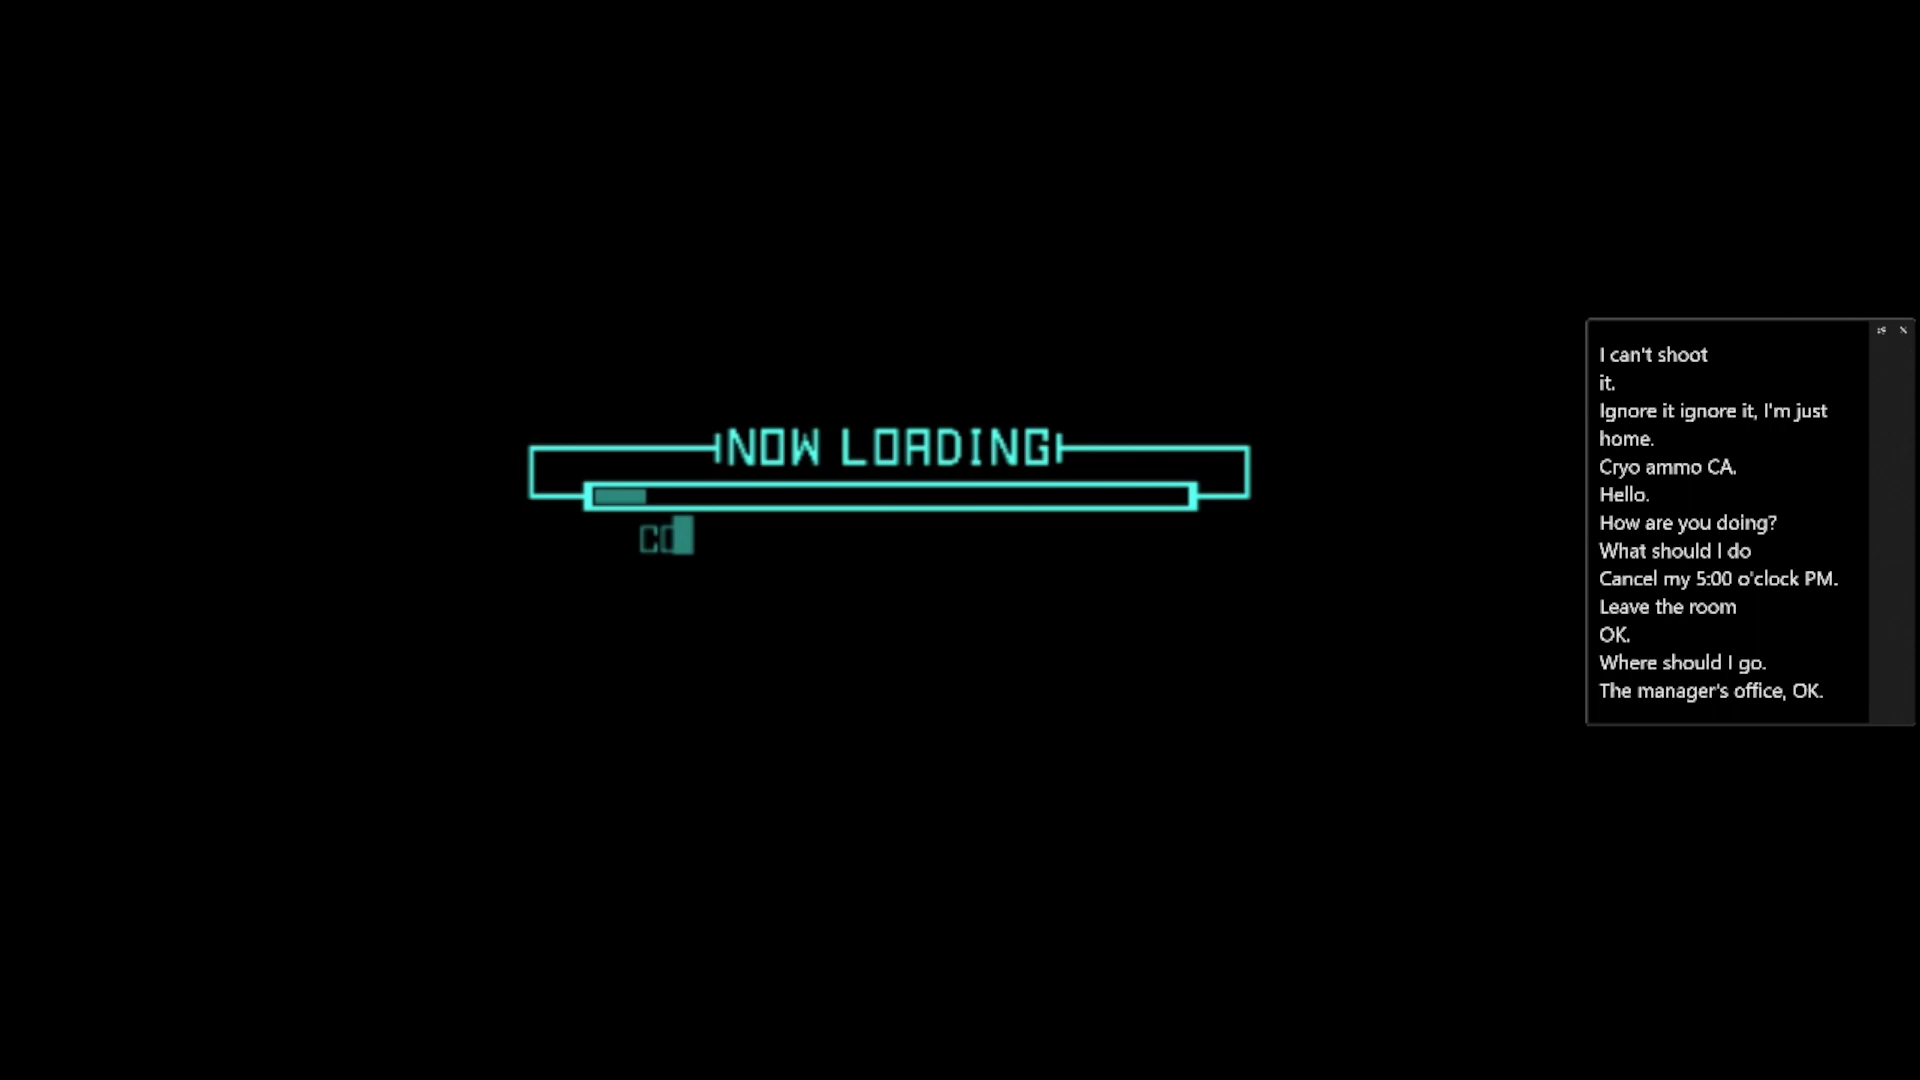 NOW LOADING
CO
I can't shoot
it.
Ignore it ignore it, I'm just
home.
Cryo ammo CA.
Hello.
How are you doing?
What should I do
Cancel my 5:00 o'clock PM.
Leave the room
OK.
Where should I go.
The manager's office, OK.